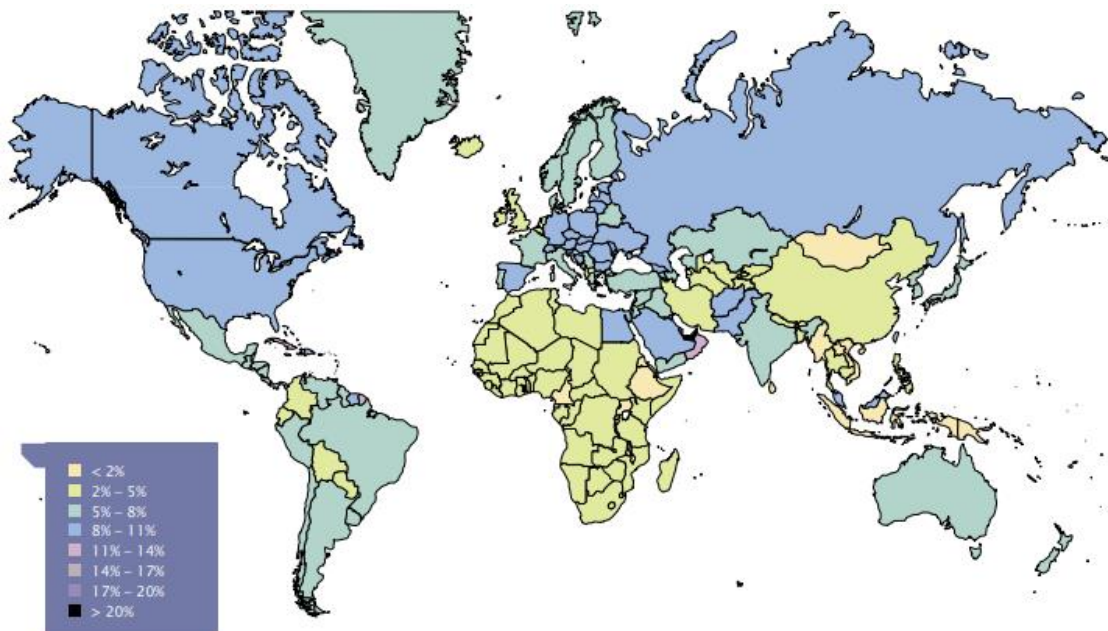 < 2%
2% – 5%
5% – 8%
8% – 11%
11% – 14%
14% – 17%
17% – 20%
> 20%